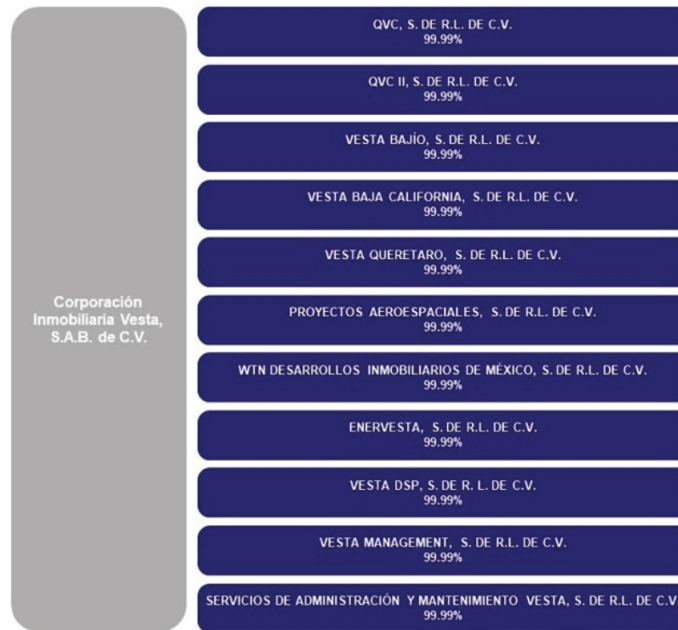 Corporación
Inmobiliaria Vesta,
S.A.B. de C.V.
QVC, S. DE R.L. DE C.V.
99.99%
QVC II, S. DE R.L. DE C.V.
99.99%
VESTA BAJÍO, S. DE R.L. DE C.V.
99.99%
VESTA BAJA CALIFORNIA, S. DE R.L. DE C.V.
99.99%
VESTA QUERETARO, S. DE R.L. DE C.V.
99.99%
PROYECTOS AEROESPACIALES, S. DE R.L. DE C.V.
99.99%
WTN DESARROLLOS INMOBILIARIOS DE MÉXICO, S. DE R.L. DE C.V.
99.99%
ENERVESTA, S. DE R.L. DE C.V.
99.99%
VESTA DSP, S. DE R. L. DE C.V.
99.99%
VESTA MANAGEMENT, S. DE R.L. DE C.V.
99.99%
SERVICIOS DE ADMINISTRACIÓN Y MANTENIMIENTO VESTA, S. DE R.L. DE C.V.
99.99%